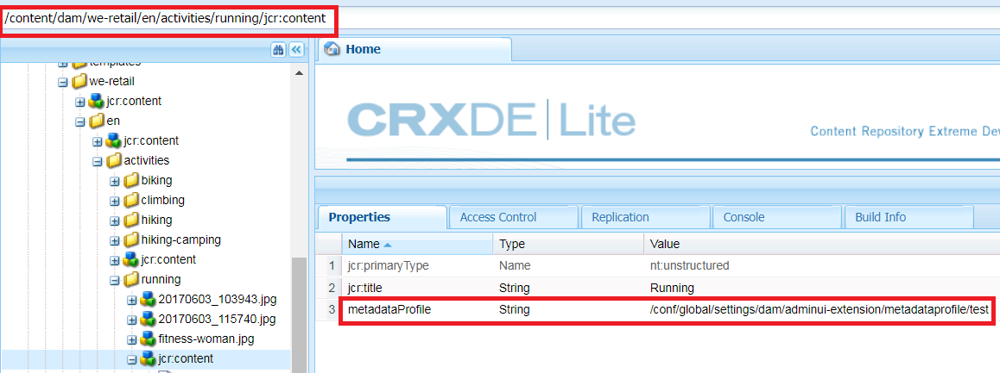 /content/dam/we-retail/en/activities/running/jcr:content
templates
we-retail
jcr:content
en
jcr:content
activities
biking
climbing
hiking
hiking-camping
jcr:content
running
20170603_103943.jpg
20170603_115740.jpg
fitness-woman.jpg
jcr:content
Home
CRXDE Lite
Content Repository Extreme Dev
Properties Access Control Replication Console Build Info
Name Type Value
1 jcr:primaryType Name nt:unstructured
2 jcr:title String Running
3 metadataProfile String /conf/global/settings/dam/adminui-extension/metadataprofile/test